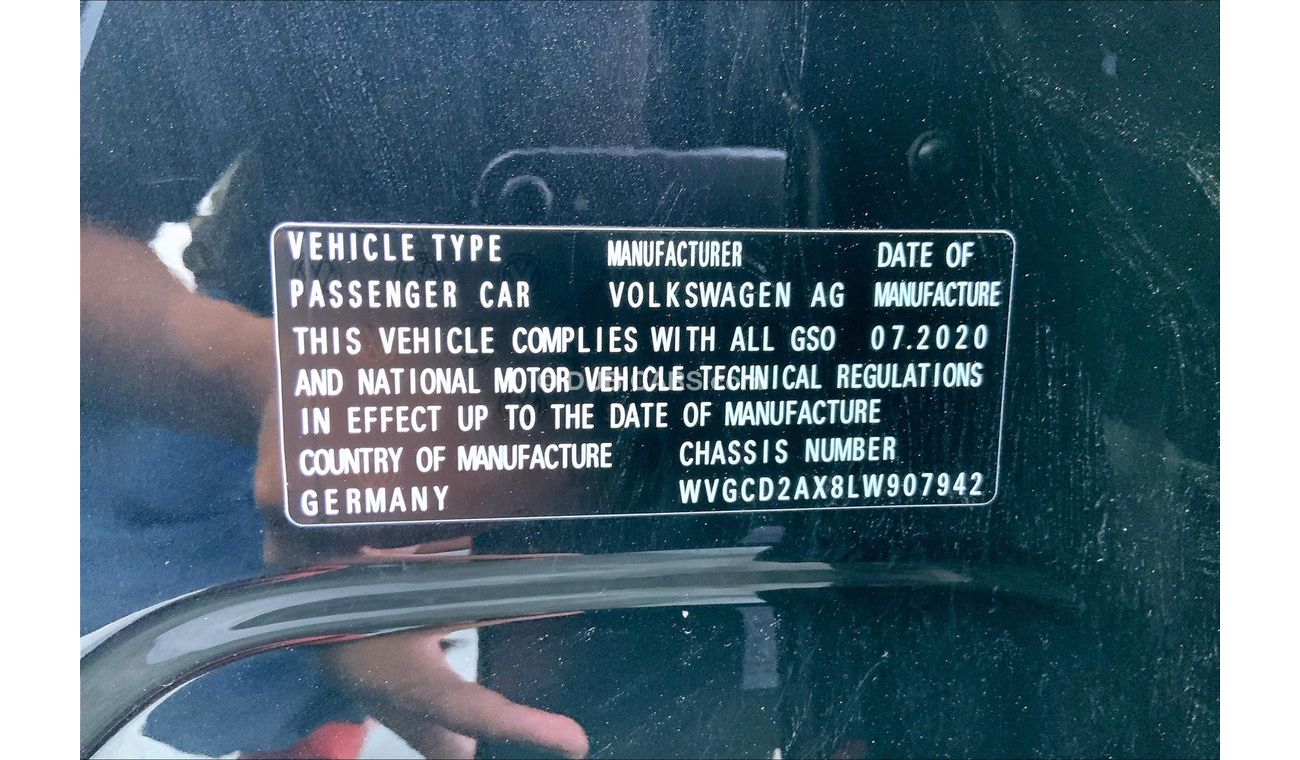 VEHICLE TYPE MANUFACTURER DATE OF
PASSENGER CAR VOLKSWAGEN AG MANUFACTURE
THIS VEHICLE COMPLIES WITH ALL GSO 07.2020
AND NATIONAL MOTOR VEHICLE TECHNICAL REGULATIONS
IN EFFECT UP TO THE DATE OF MANUFACTURE
COUNTRY OF MANUFACTURE CHASSIS NUMBER
GERMANY WVGCD2AX8LW907942